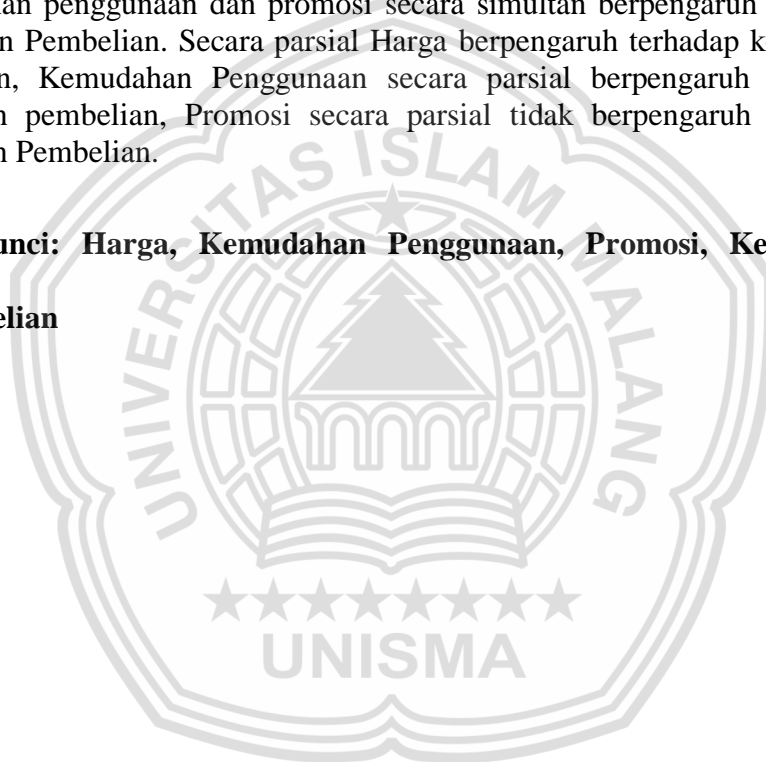 an penggunaan dan promosi secara simultan berpengaruh
n Pembelian. Secara parsial Harga berpengaruh terhadap k
n, Kemudahan Penggunaan secara parsial berpengaruh
n pembelian, Promosi secara parsial tidak berpengaruh
n Pembelian.
unci: Harga, Kemudahan Penggunaan, Promosi, Ke
elian
UNIVERSITAS ISLAM MALANG
UNISMA